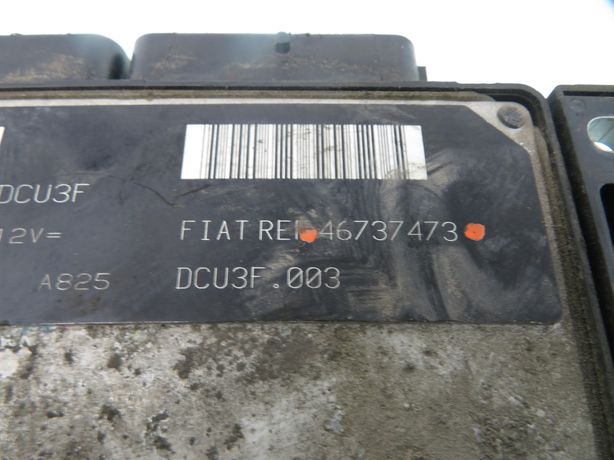 DCU3F
12V=
FIAT REF 46737473
A825
DCU3F.003